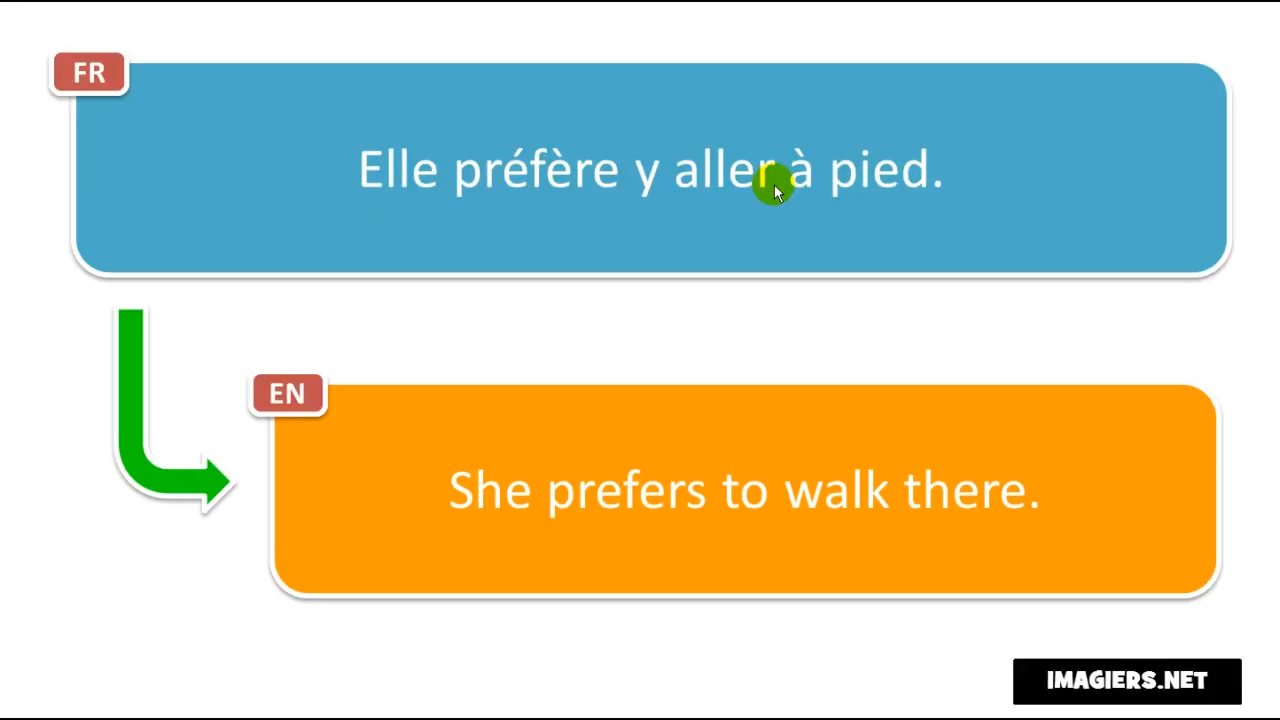 FR
Elle préfère y aller à pied.
EN
She prefers to walk there.
IMAGIERS.NET